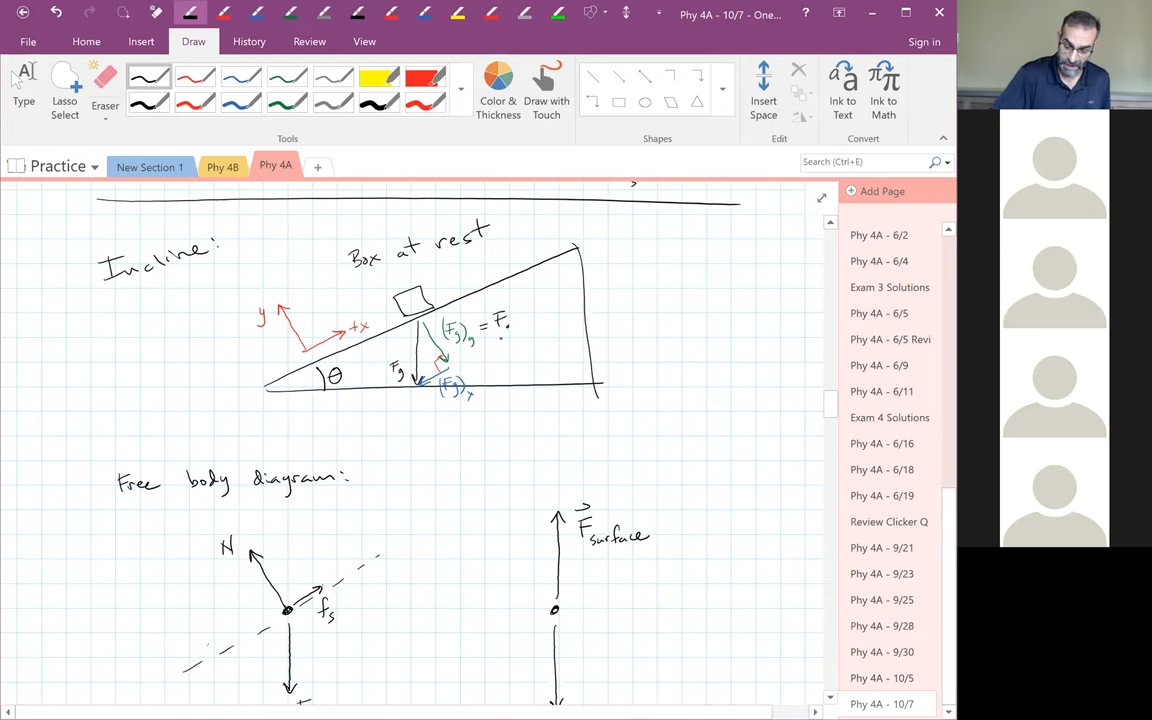 Phy 4A - 10/7 - One...
File Home Insert Draw History Review View Sign in
Type
Lasso Select
Eraser
Color & Thickness
Draw with Touch
Insert Space
Ink to Text
Ink to Math
Tools
Shapes
Edit
Convert
Practice New Section 1 Phy 4B Phy 4A
Search (Ctrl+E)
Add Page
Phy 4A - 6/2
Phy 4A - 6/4
Exam 3 Solutions
Phy 4A - 6/5
Phy 4A - 6/5 Revi
Phy 4A - 6/9
Phy 4A - 6/11
Exam 4 Solutions
Phy 4A - 6/16
Phy 4A - 6/18
Phy 4A - 6/19
Review Clicker Q
Phy 4A - 9/21
Phy 4A - 9/23
Phy 4A - 9/25
Phy 4A - 9/28
Phy 4A - 9/30
Phy 4A - 10/5
Phy 4A - 10/7
Incline:
Box at rest
y
+x
(Fg)y = F
θ
Fg
(Fg)x
Free body diagram:
N
fs
F surface